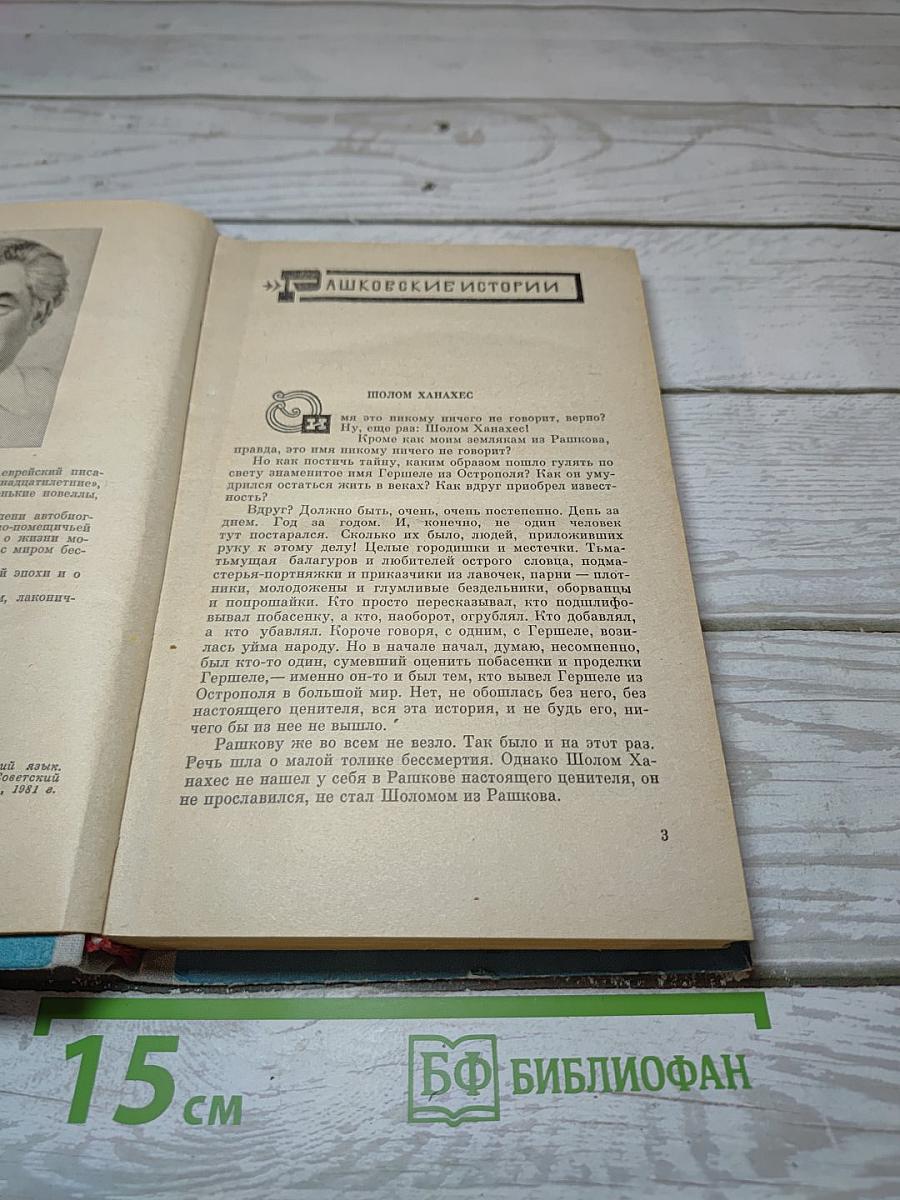 еврейский писа-
надцатилетние»,
нькие новеллы,
пени автобиог-
но-помещичьей
о жизни мо-
с миром бес-
й эпохи и о
м, лаконич-
ий язык.
Советский
, 1981 г.
РАШКОВСКИЕ ИСТОРИИ
ШОЛОМ ХАНАХЕС
Имя это никому ничего не говорит, верно?
Ну, еще раз: Шолом Ханахес!
Кроме как моим землякам из Рашкова,
правда, это имя никому ничего не говорит?
Но как постичь тайну, каким образом пошло гулять по
свету знаменитое имя Гершеле из Острополя? Как он уму-
дрился остаться жить в веках? Как вдруг приобрел извест-
ность?
Вдруг? Должно быть, очень, очень постепенно. День за
днем. Год за годом. И, конечно, не один человек
тут постарался. Сколько их было, людей, приложивших
руку к этому делу! Целые городишки и местечки. Тьма-
тьмущая балагуров и любителей острого словца, подма-
стерья-портняжки и приказчики из лавочек, парни — плот-
ники, молодожены и глумливые бездельники, оборванцы
и попрошайки. Кто просто пересказывал, кто подшлифо-
вывал побасенку, а кто, наоборот, огрублял. Кто добавлял,
а кто убавлял. Короче говоря, с одним, с Гершеле, вози-
лась уйма народу. Но в начале начал, думаю, несомненно,
был кто-то один, сумевший оценить побасенки и проделки
Гершеле,— именно он-то и был тем, кто вывел Гершеле из
Острополя в большой мир. Нет, не обошлась без него, без
настоящего ценителя, вся эта история, и не будь его, ни-
чего бы из нее не вышло.
Рашкову же во всем не везло. Так было и на этот раз.
Речь шла о малой толике бессмертия. Однако Шолом Ха-
нахес не нашел у себя в Рашкове настоящего ценителя, он
не прославился, не стал Шоломом из Рашкова.
3
15 см
БФ БИБЛИОФАН